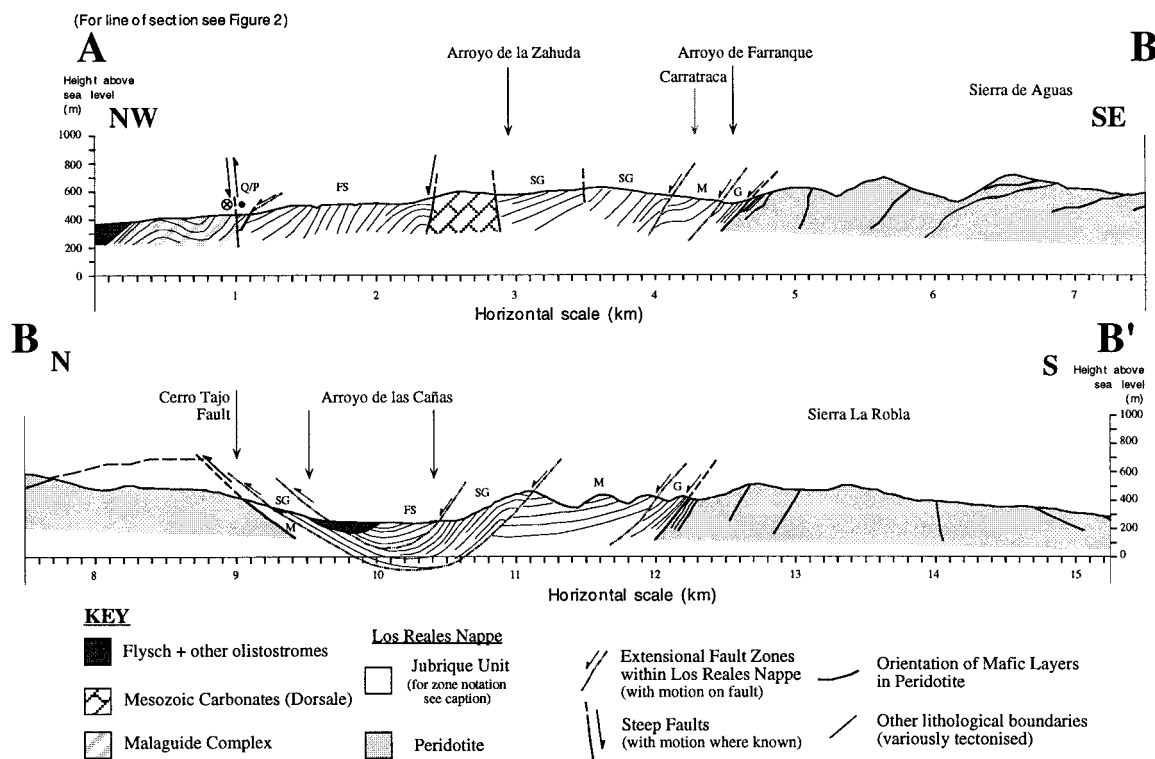 (For line of section see Figure 2)
A
B
Arroyo de la Zahuda
Arroyo de Farranque
Carratraca
Sierra de Aguas
Height above
sea level
(m)
NW
SE
1000
800
600
400
200
0
Q/P
FS
SG
SG
M
G
1
2
3
4
5
6
7
Horizontal scale (km)
B
N
B'
S
Height above
sea level
(m)
Cerro Tajo
Fault
Arroyo de las Cañas
Sierra La Robla
1000
800
600
400
200
0
SG
M
FS
SG
M
G
8
9
10
11
12
13
14
15
Horizontal scale (km)
KEY
Flysch + other olistostromes
Mesozoic Carbonates (Dorsale)
Malaguide Complex
Los Reales Nappe
Jubrique Unit
(for zone notation
see caption)
Peridotite
Extensional Fault Zones
within Los Reales Nappe
(with motion on fault)
Steep Faults
(with motion where known)
Orientation of Mafic Layers
in Peridotite
Other lithological boundaries
(variously tectonised)